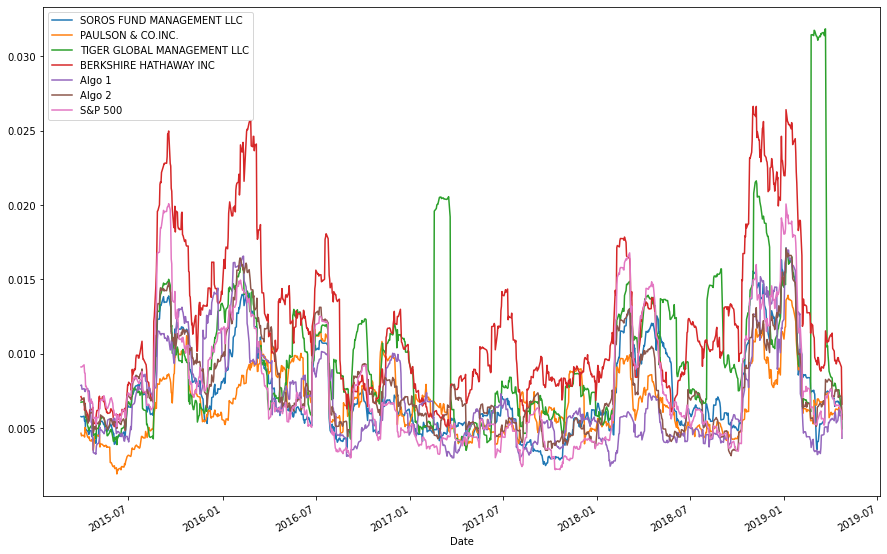 SOROS FUND MANAGEMENT LLC
PAULSON & CO.INC.
TIGER GLOBAL MANAGEMENT LLC
BERKSHIRE HATHAWAY INC
Algo 1
Algo 2
S&P 500
0.030
0.025
0.020
0.015
0.010
0.005
2015-07
2016-01
2016-07
2017-01
2017-07
2018-01
2018-07
2019-01
2019-07
Date